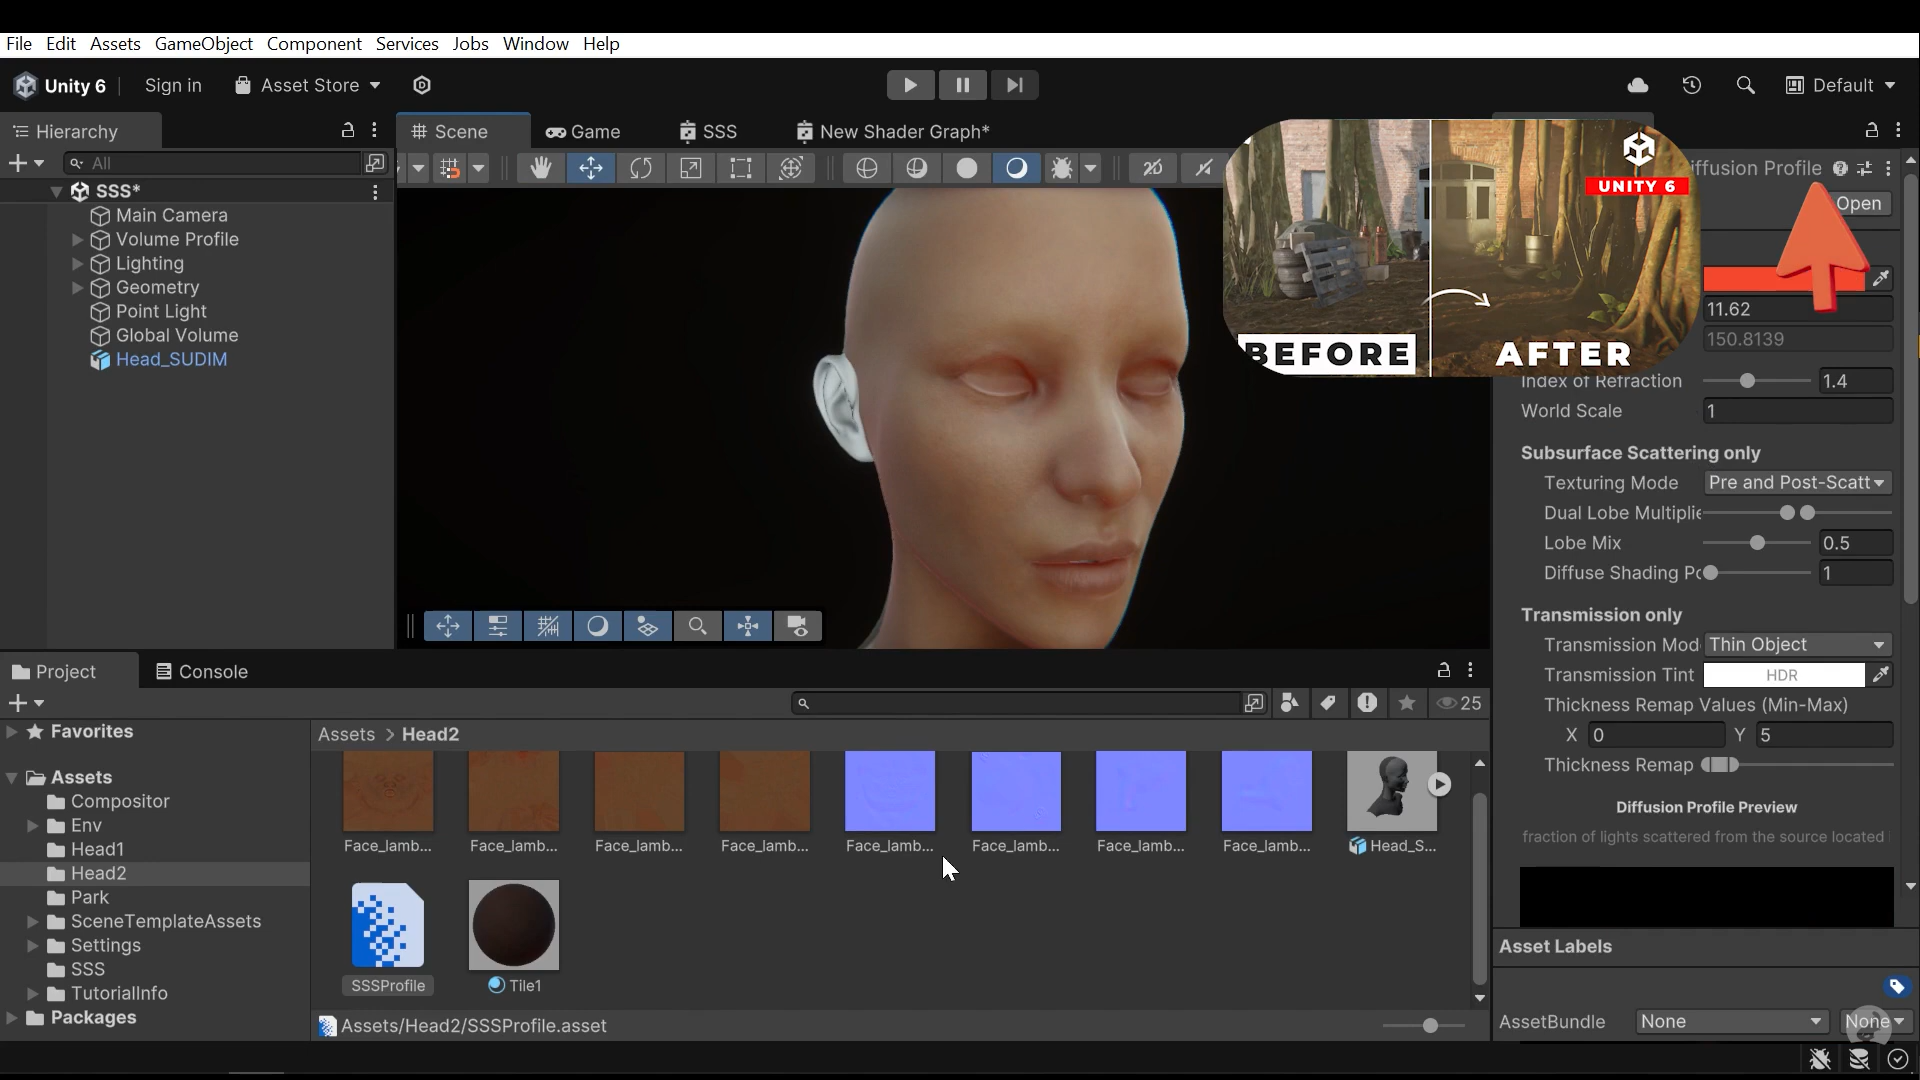 File Edit Assets GameObject Component Services Jobs Window Help
Unity 6 Sign in Asset Store Default
Hierarchy Scene Game SSS New Shader Graph*
All
2D
SSS*
Main Camera
Volume Profile
Lighting
Geometry
Point Light
Global Volume
Head_SUDIM
UNITY 6
BEFORE
AFTER
iffusion Profile
Open
11.62
150.8139
Index of Refraction 1.4
World Scale 1
Subsurface Scattering only
Texturing Mode Pre and Post-Scatt
Dual Lobe Multiplie
Lobe Mix 0.5
Diffuse Shading Po 1
Transmission only
Transmission Mod Thin Object
Transmission Tint HDR
Thickness Remap Values (Min-Max)
X 0 Y 5
Thickness Remap
Diffusion Profile Preview
fraction of lights scattered from the source located
Asset Labels
AssetBundle None None
Project Console
25
Favorites
Assets
Compositor
Env
Head1
Head2
Park
SceneTemplateAssets
Settings
SSS
TutorialInfo
Packages
Assets > Head2
Face_lamb... Face_lamb... Face_lamb... Face_lamb... Face_lamb... Face_lamb... Face_lamb... Face_lamb... Head_S...
SSSProfile Tile1
Assets/Head2/SSSProfile.asset